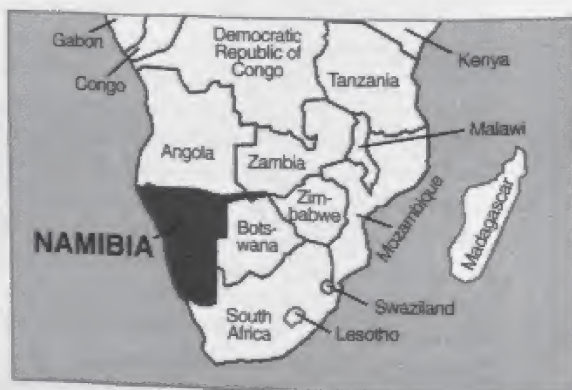 Gabon
Congo
Democratic
Republic of
Congo
Kenya
Tanzania
Malawi
Angola
Zambia
Zim-
babwe
NAMIBIA
Bots-
wana
Mozambique
Madagascar
Swaziland
South
Africa
Lesotho